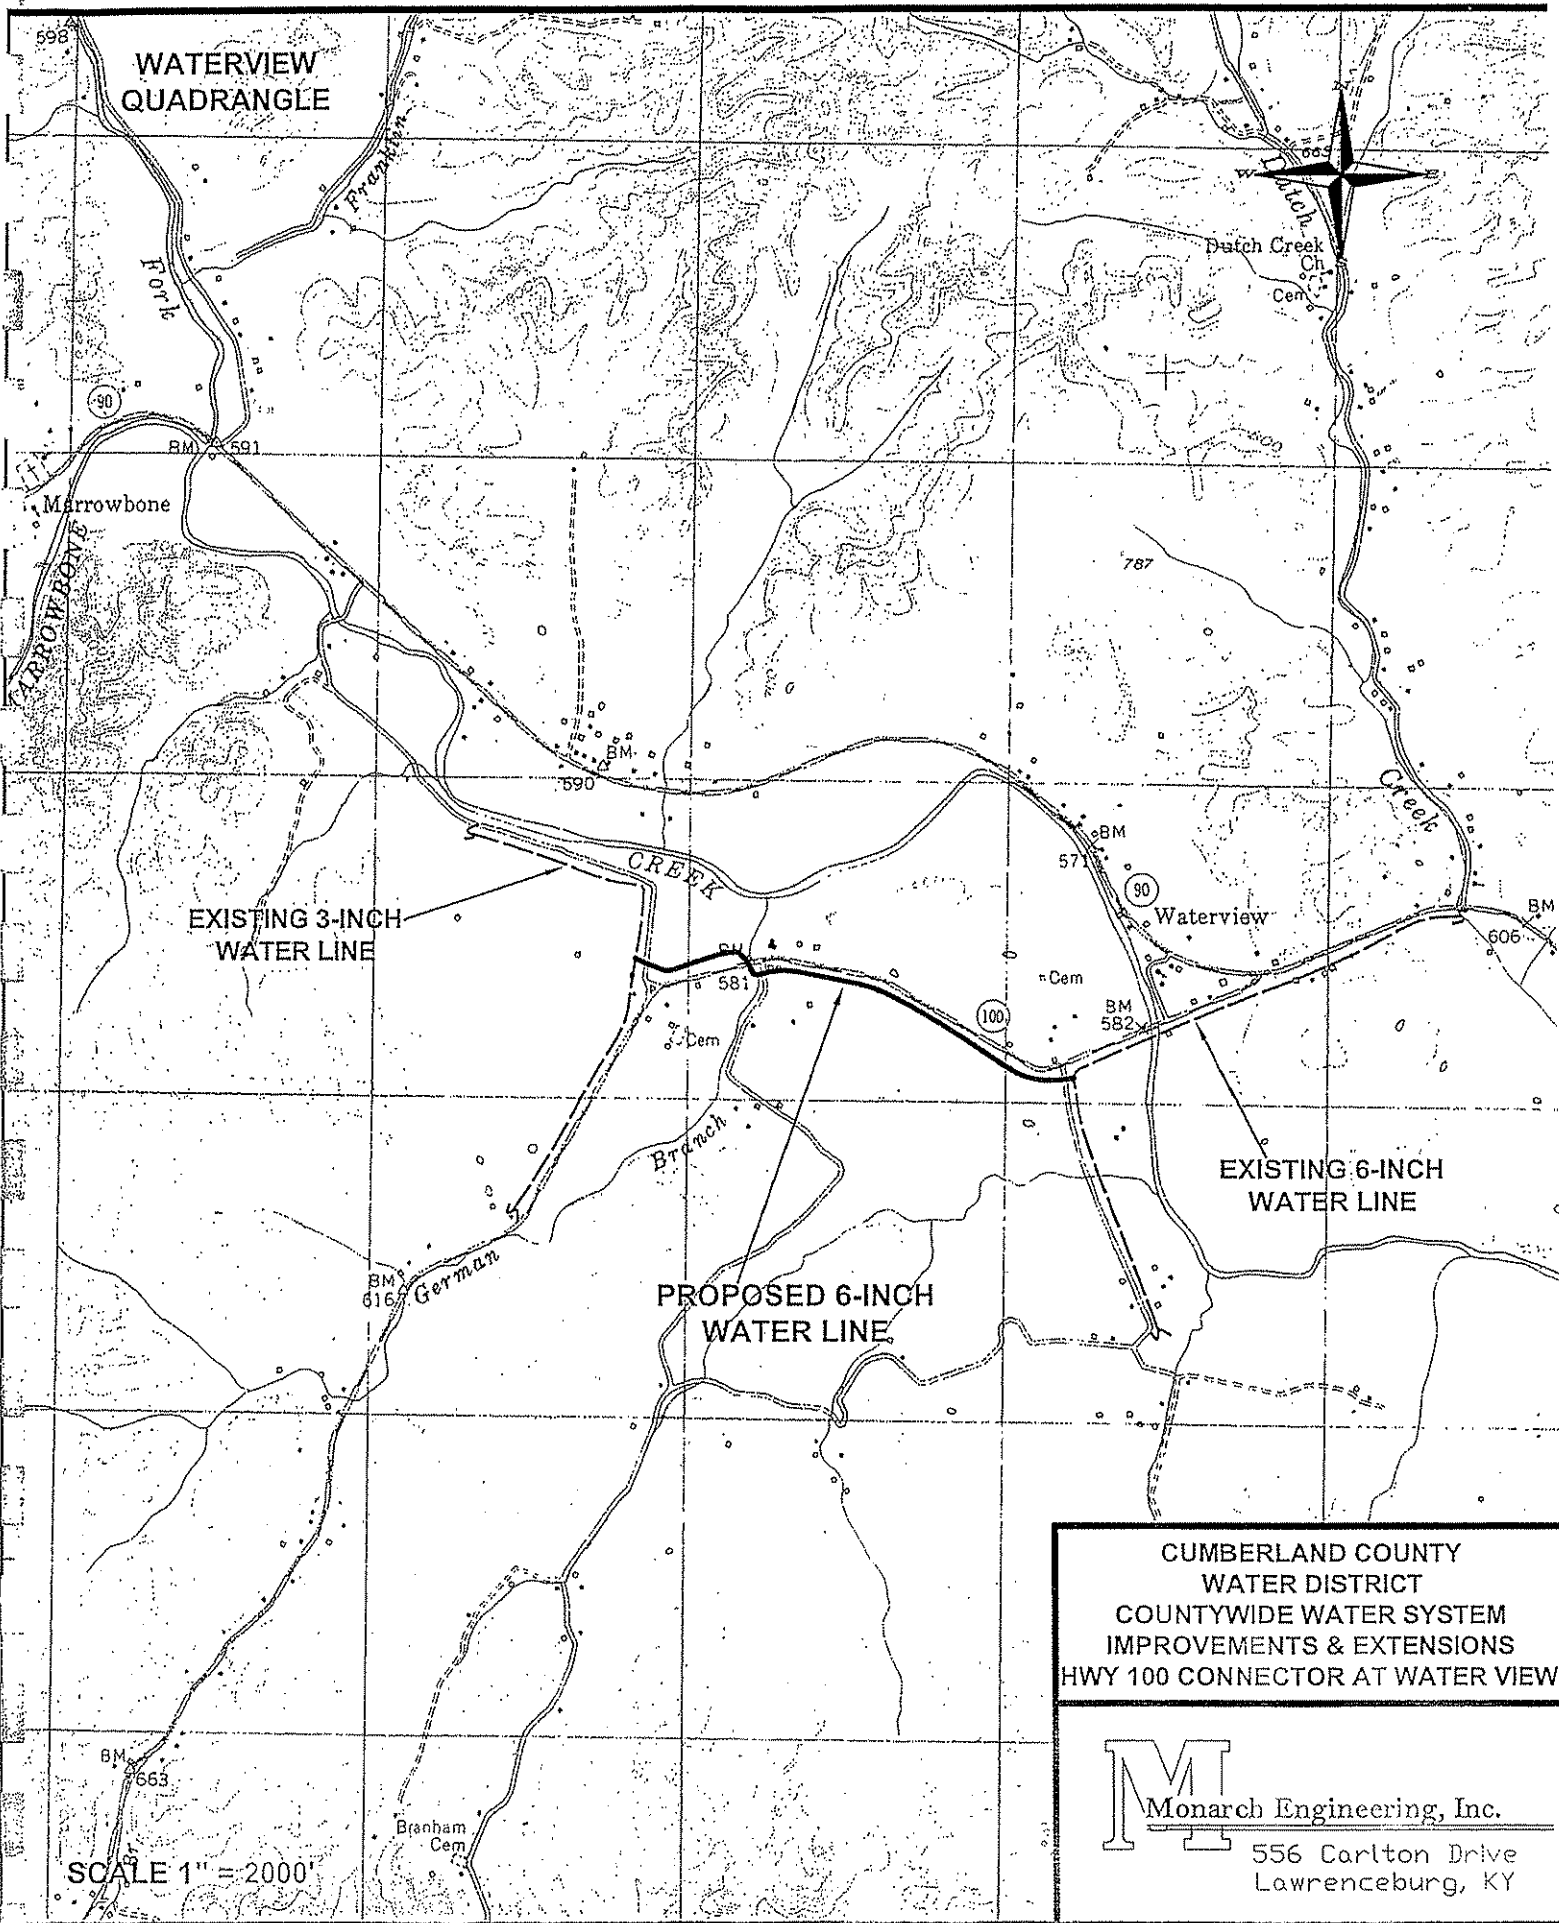 598
WATERVIEW
QUADRANGLE
Franklin
665
N
W
E
S
Dutch
Dutch Creek
Ch
Cem
Fork
90
BM
591
Marrowbone
MARROWBONE
787
BM
590
Creek
CREEK
BM
571
90
Waterview
BM
606
EXISTING 3-INCH
WATER LINE
581
Cem
100
BM
582
Cem
Branch
EXISTING 6-INCH
WATER LINE
BM
616
German
PROPOSED 6-INCH
WATER LINE
BM
663
Br
Branham
Cem
SCALE 1" = 2000'
CUMBERLAND COUNTY
WATER DISTRICT
COUNTYWIDE WATER SYSTEM
IMPROVEMENTS & EXTENSIONS
HWY 100 CONNECTOR AT WATER VIEW
M
Monarch Engineering, Inc.
556 Carlton Drive
Lawrenceburg, KY